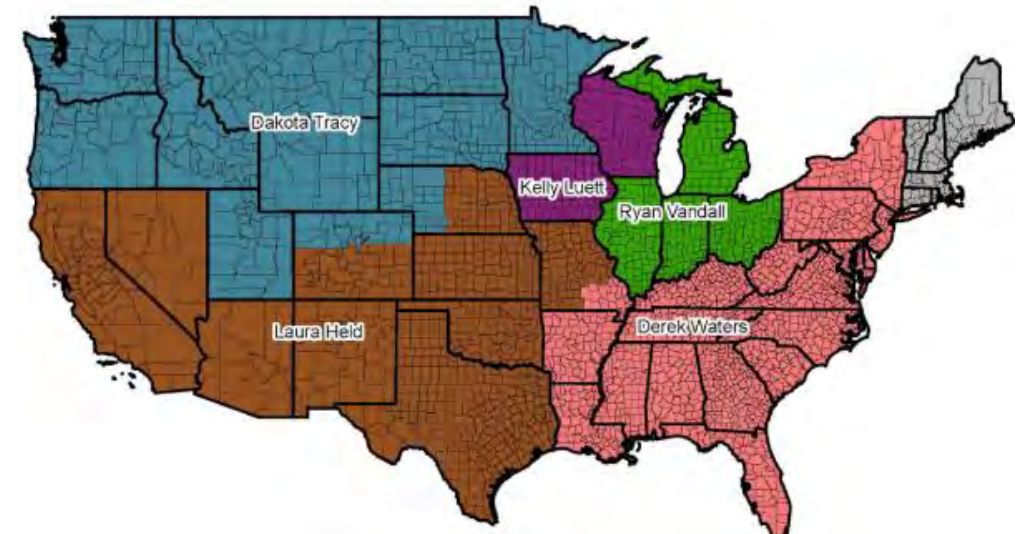 Dakota Tracy
Kelly Luett
Ryan Vandall
Laura Held
Derek Waters